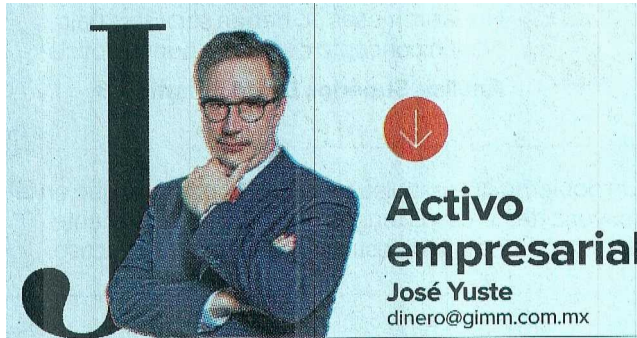 J
Activo
empresarial
José Yuste
dinero@gimm.com.mx